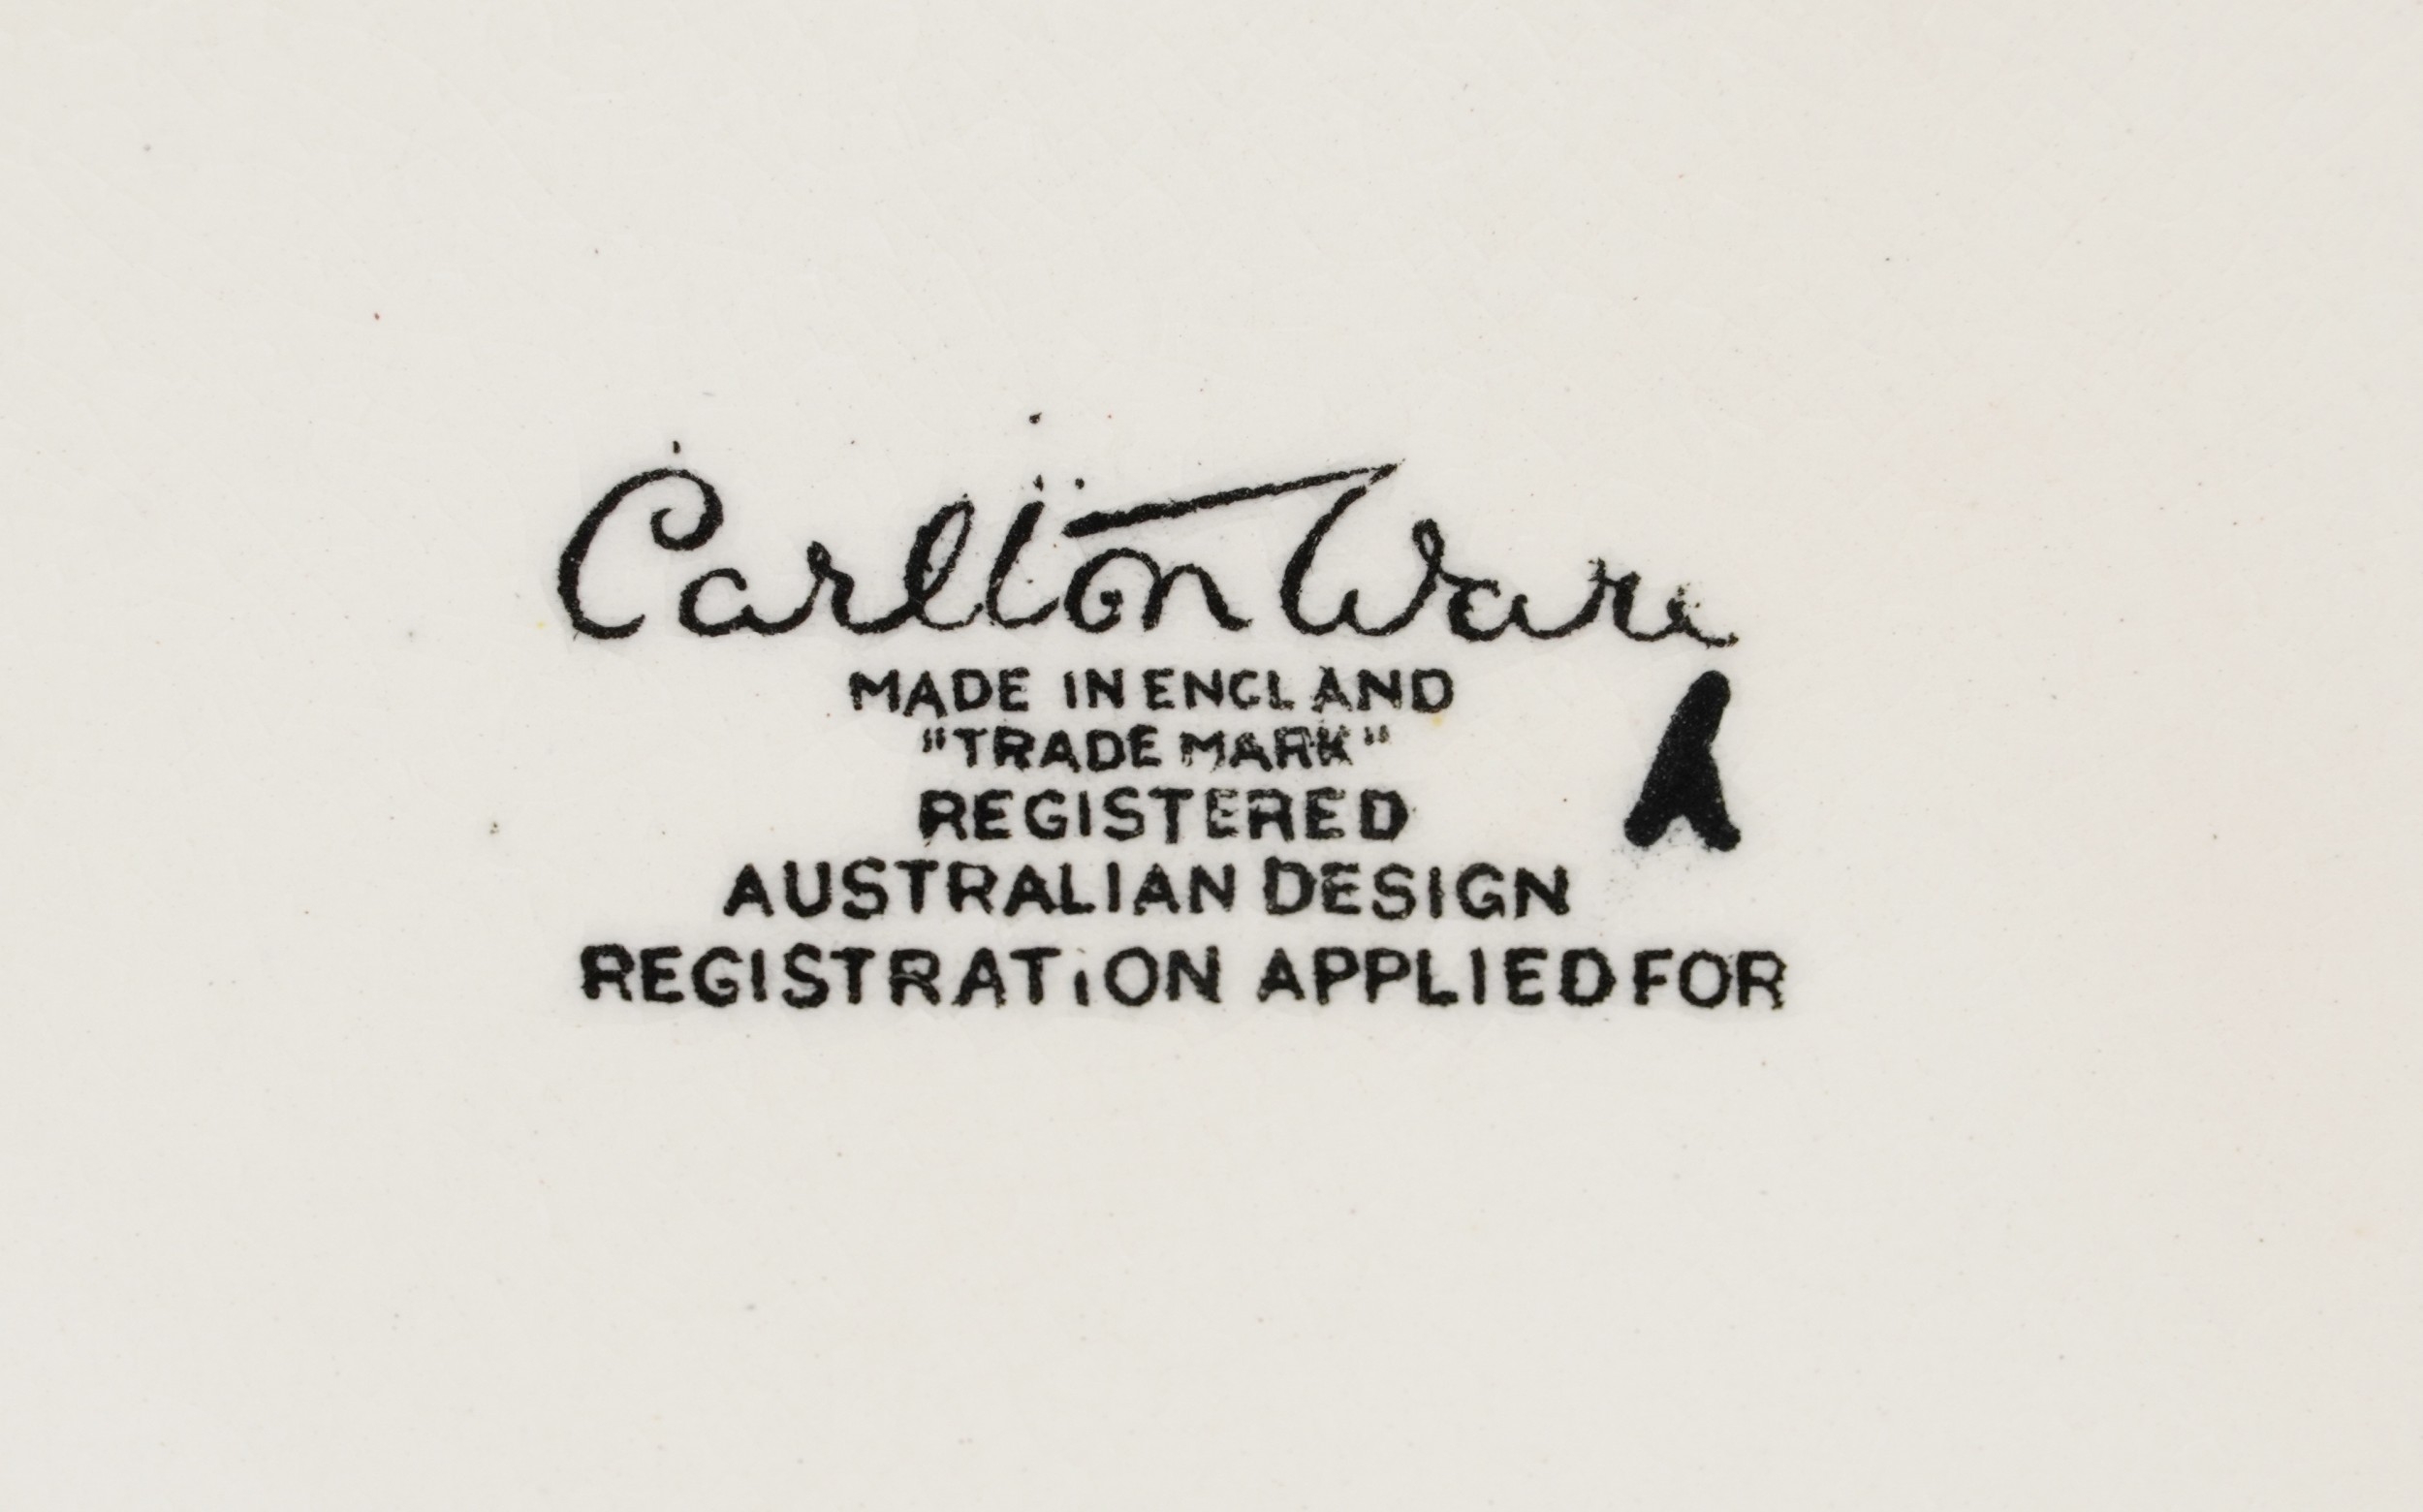 Carlton Ware
MADE IN ENGLAND
"TRADE MARK"
REGISTERED
AUSTRALIAN DESIGN
REGISTRATION APPLIED FOR